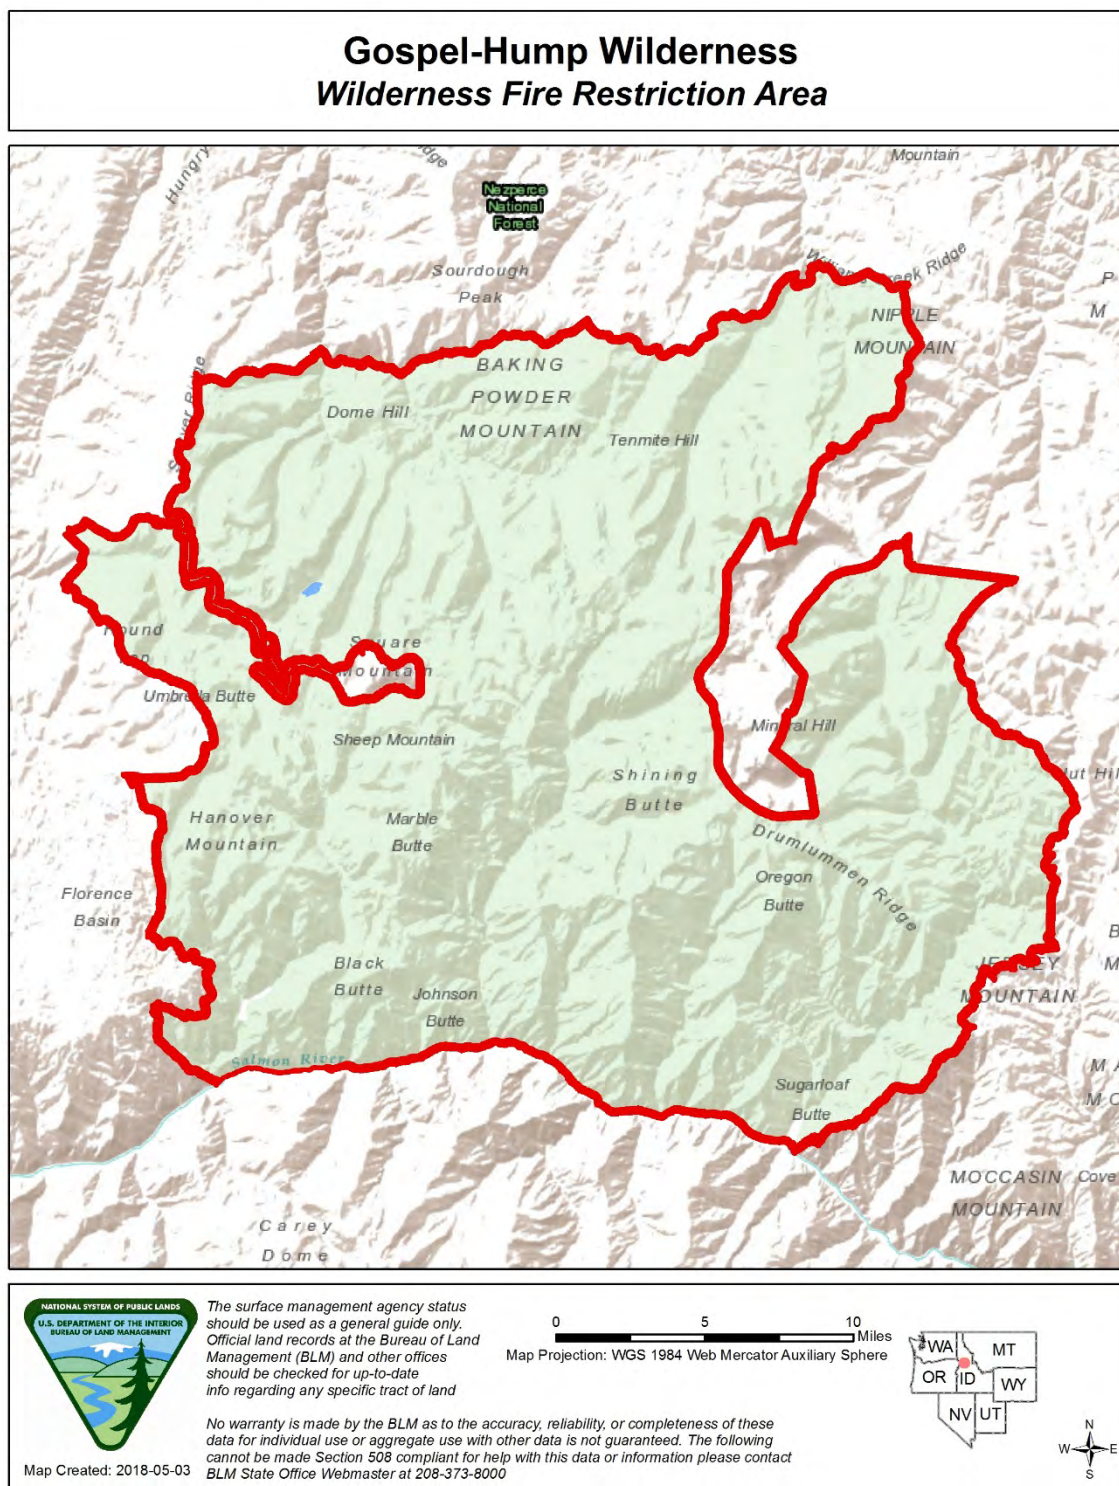 Gospel-Hump Wilderness
Wilderness Fire Restriction Area
Hungry
Mountain
Nezperce
National
Forest
Sourdough
Peak
Creek Ridge
NIPPLE
MOUNTAIN
BAKING
POWDER
MOUNTAIN
Dome Hill
Tenmite Hill
Ridge
Square
Mountain
Umbrella Butte
Sheep Mountain
Mineral Hill
Shining
Butte
Hanover
Mountain
Marble
Butte
Drumlummen Ridge
Oregon
Butte
Florence
Basin
Black
Butte
Johnson
Butte
JERSEY
MOUNTAIN
Salmon River
Sugarloaf
Butte
MOCCASIN
MOUNTAIN
Cove
Carey
Dome
NATIONAL SYSTEM OF PUBLIC LANDS
U.S. DEPARTMENT OF THE INTERIOR
BUREAU OF LAND MANAGEMENT
Map Created: 2018-05-03
The surface management agency status
should be used as a general guide only.
Official land records at the Bureau of Land
Management (BLM) and other offices
should be checked for up-to-date
info regarding any specific tract of land
No warranty is made by the BLM as to the accuracy, reliability, or completeness of these
data for individual use or aggregate use with other data is not guaranteed. The following
cannot be made Section 508 compliant for help with this data or information please contact
BLM State Office Webmaster at 208-373-8000
0 5 10
Miles
Map Projection: WGS 1984 Web Mercator Auxiliary Sphere
WA MT
OR ID WY
NV UT
N
W E
S